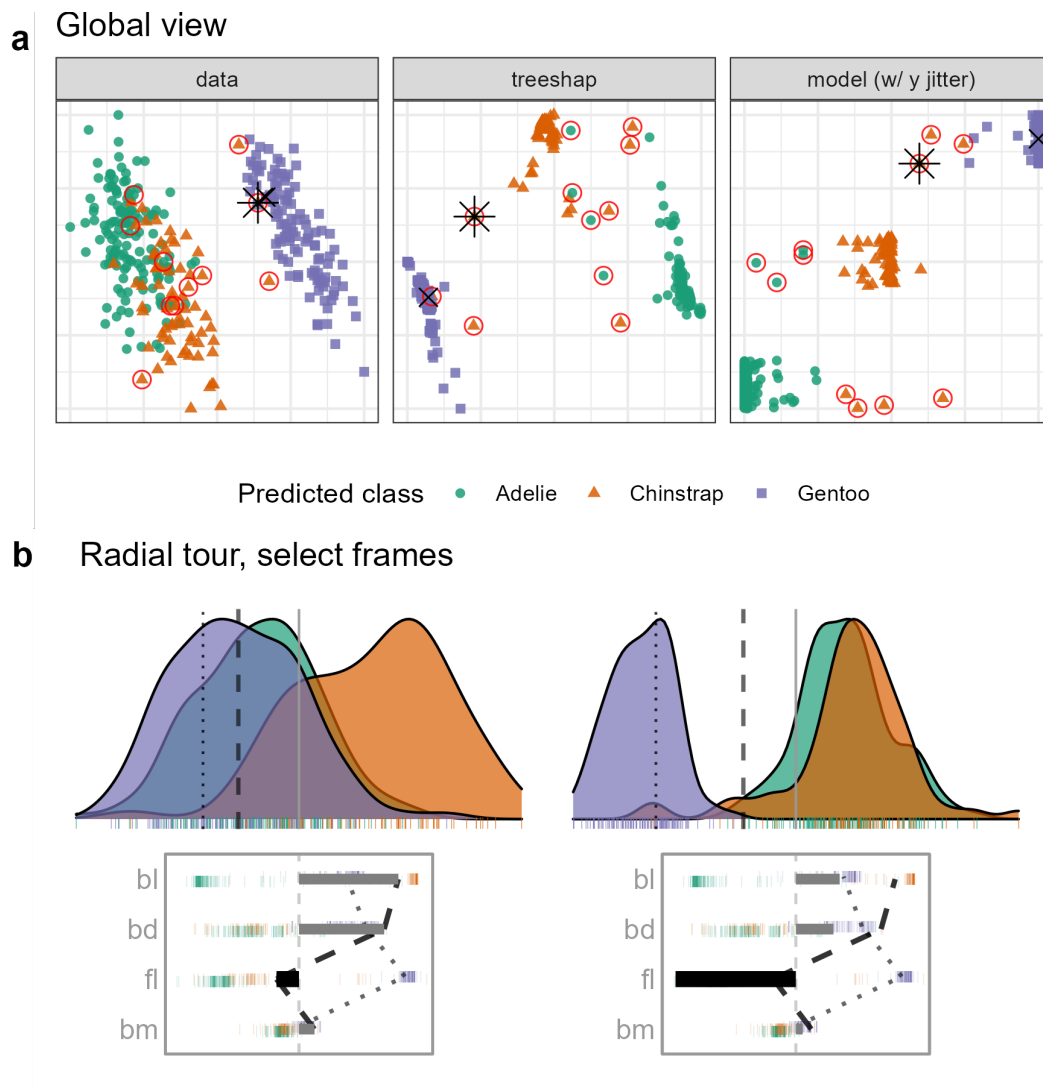 a Global view
data treeshap model (w/ y jitter)
Predicted class Adelie Chinstrap Gentoo
b Radial tour, select frames
bl bl
bd bd
fl fl
bm bm